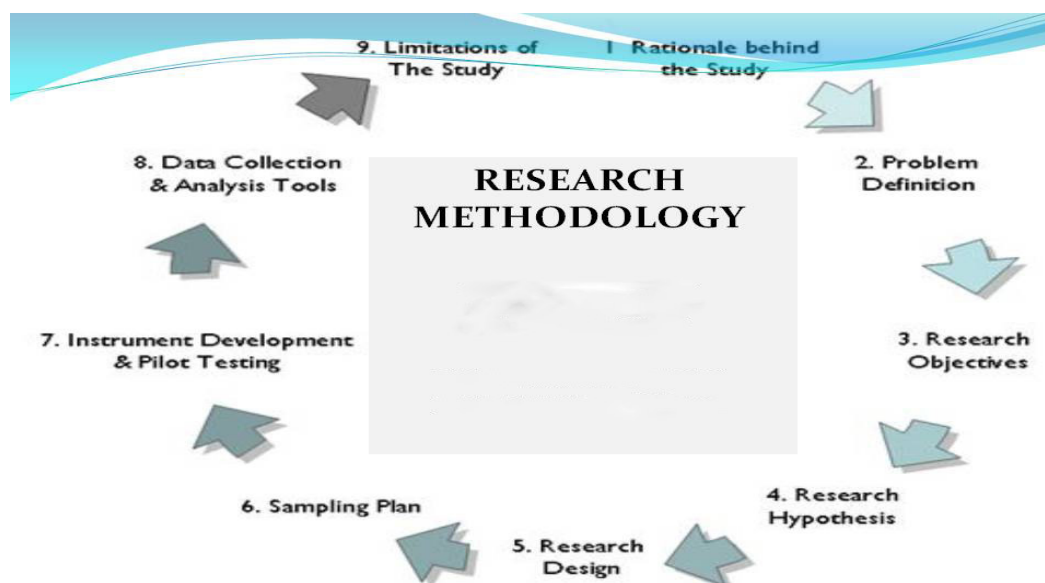 RESEARCH
METHODOLOGY
1 Rationale behind
the Study
2. Problem
Definition
3. Research
Objectives
4. Research
Hypothesis
5. Research
Design
6. Sampling Plan
7. Instrument Development
& Pilot Testing
8. Data Collection
& Analysis Tools
9. Limitations of
The Study